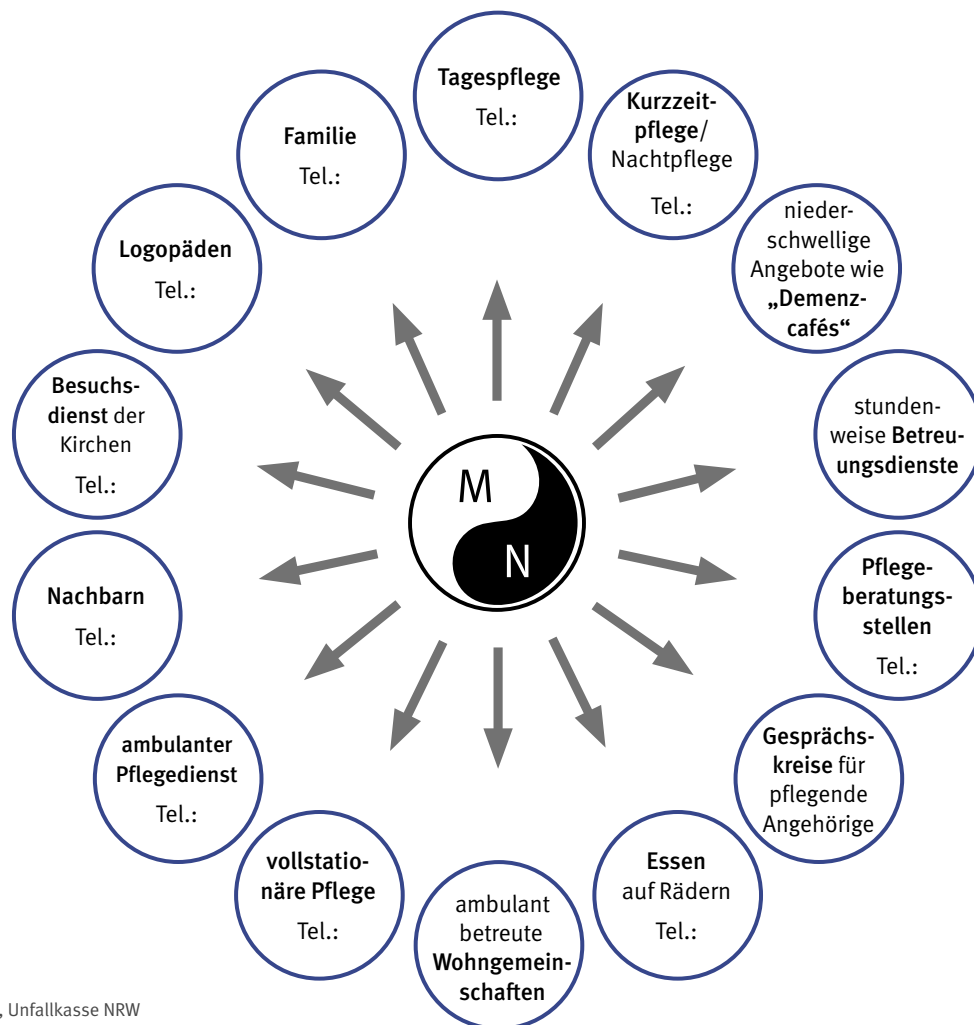 Tagespflege
Tel.:
Kurzzeit-
pflege/
Nachtpflege
Tel.:
nieder-
schwellige
Angebote wie
„Demenz-
cafés“
stunden-
weise Betreu-
ungsdienste
Pflege-
beratungs-
stellen
Tel.:
Gesprächs-
kreise für
pflegende
Angehörige
Essen
auf Rädern
Tel.:
ambulant
betreute
Wohngemein-
schaften
vollstatio-
näre Pflege
Tel.:
ambulanter
Pflegedienst
Tel.:
Nachbarn
Tel.:
Besuchs-
dienst der
Kirchen
Tel.:
Logopäden
Tel.:
Familie
Tel.:
M
N
, Unfallkasse NRW